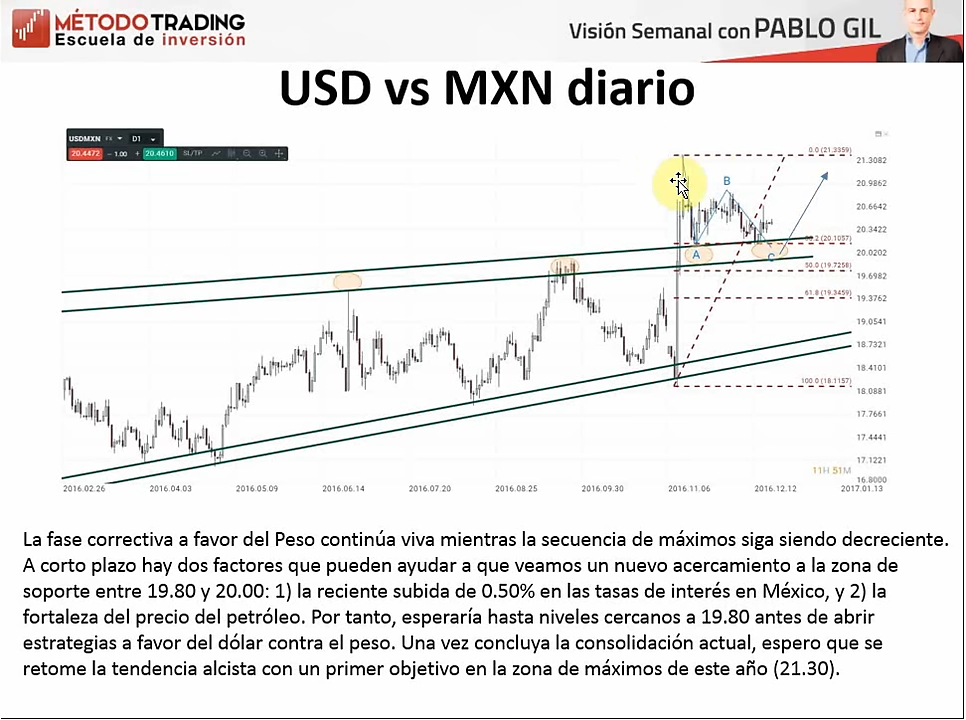 MÉTODOTRADING
Escuela de inversión
Visión Semanal con PABLO GIL
USD vs MXN diario
USDMXN FX D1
20.4472 − 1.00 + 20.4610 SL/TP
0.0 (21.3359)
21.3082
20.9862
20.6642
20.3422
20.0202
19.6982
19.3762
19.0541
18.7321
18.4101
18.0881
17.7661
17.4441
17.1221
16.8000
B
A
C
38.2 (20.1057)
50.0 (19.7258)
61.8 (19.3459)
100.0 (18.1157)
11H 51M
2016.02.26 2016.04.03 2016.05.09 2016.06.14 2016.07.20 2016.08.25 2016.09.30 2016.11.06 2016.12.12 2017.01.13
La fase correctiva a favor del Peso continúa viva mientras la secuencia de máximos siga siendo decreciente.
A corto plazo hay dos factores que pueden ayudar a que veamos un nuevo acercamiento a la zona de
soporte entre 19.80 y 20.00: 1) la reciente subida de 0.50% en las tasas de interés en México, y 2) la
fortaleza del precio del petróleo. Por tanto, esperaría hasta niveles cercanos a 19.80 antes de abrir
estrategias a favor del dólar contra el peso. Una vez concluya la consolidación actual, espero que se
retome la tendencia alcista con un primer objetivo en la zona de máximos de este año (21.30).